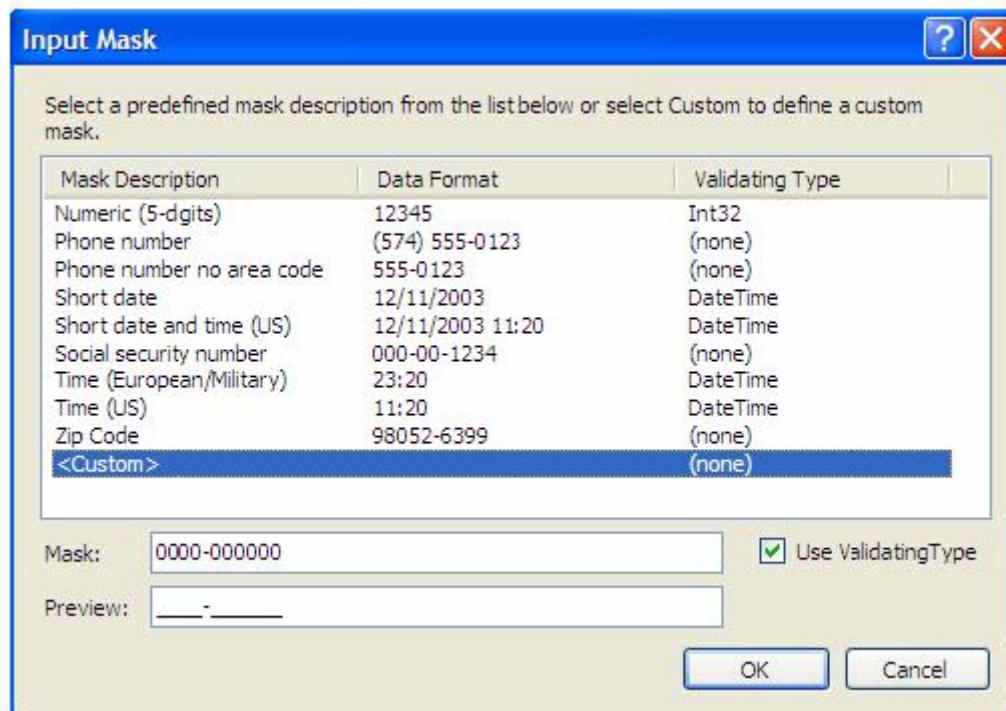 Input Mask
Select a predefined mask description from the list below or select Custom to define a custom
mask.
Mask Description Data Format Validating Type
Numeric (5-dgits) 12345 Int32
Phone number (574) 555-0123 (none)
Phone number no area code 555-0123 (none)
Short date 12/11/2003 DateTime
Short date and time (US) 12/11/2003 11:20 DateTime
Social security number 000-00-1234 (none)
Time (European/Military) 23:20 DateTime
Time (US) 11:20 DateTime
Zip Code 98052-6399 (none)
<Custom> (none)
Mask: 0000-000000 Use ValidatingType
Preview: ____-______
OK Cancel